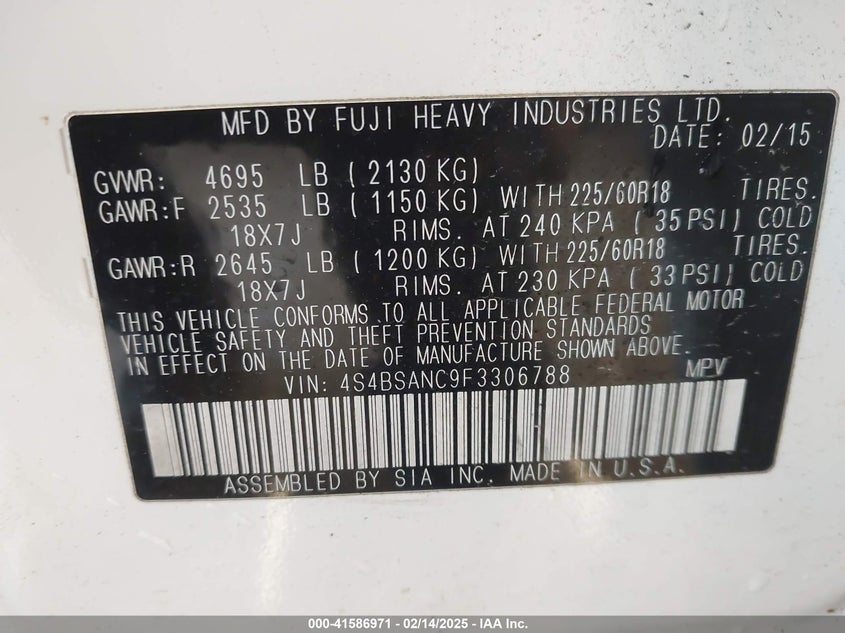 MFD BY FUJI HEAVY INDUSTRIES LTD.
DATE: 02/15
GVWR: 4695 LB ( 2130 KG)
GAWR:F 2535 LB ( 1150 KG) WITH 225/60R18 TIRES.
18X7J RIMS. AT 240 KPA ( 35 PSI) COLD
GAWR:R 2645 LB ( 1200 KG) WITH 225/60R18 TIRES.
18X7J RIMS. AT 230 KPA ( 33 PSI) COLD
THIS VEHICLE CONFORMS TO ALL APPLICABLE FEDERAL MOTOR
VEHICLE SAFETY AND THEFT PREVENTION STANDARDS
IN EFFECT ON THE DATE OF MANUFACTURE SHOWN ABOVE.
VIN: 4S4BSANC9F3306788 MPV
ASSEMBLED BY SIA INC. MADE IN U.S.A.
000-41586971 - 02/14/2025 - IAA Inc.